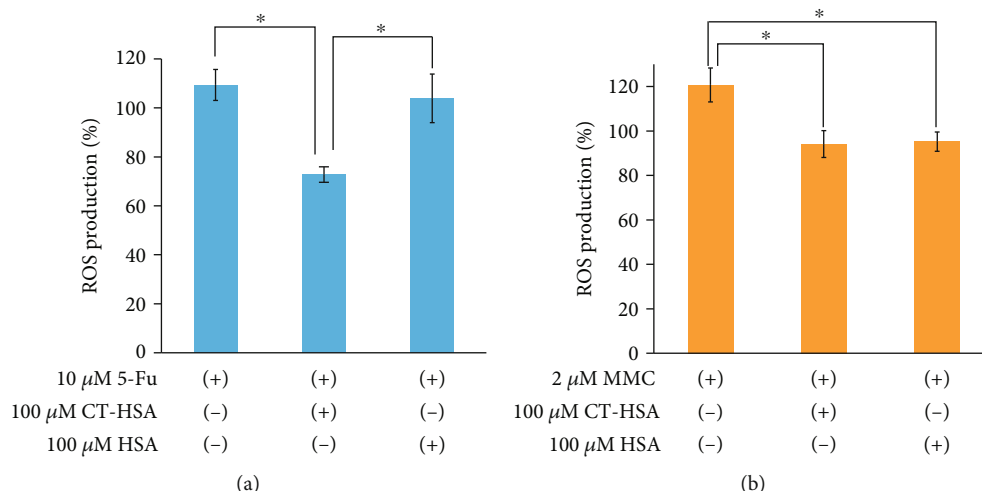 *
*
120
100
80
60
40
20
0
ROS production (%)
10 μM 5-Fu (+) (+) (+)
100 μM CT-HSA (–) (+) (–)
100 μM HSA (–) (–) (+)
(a)
*
*
120
100
80
60
40
20
0
ROS production (%)
2 μM MMC (+) (+) (+)
100 μM CT-HSA (–) (+) (–)
100 μM HSA (–) (–) (+)
(b)